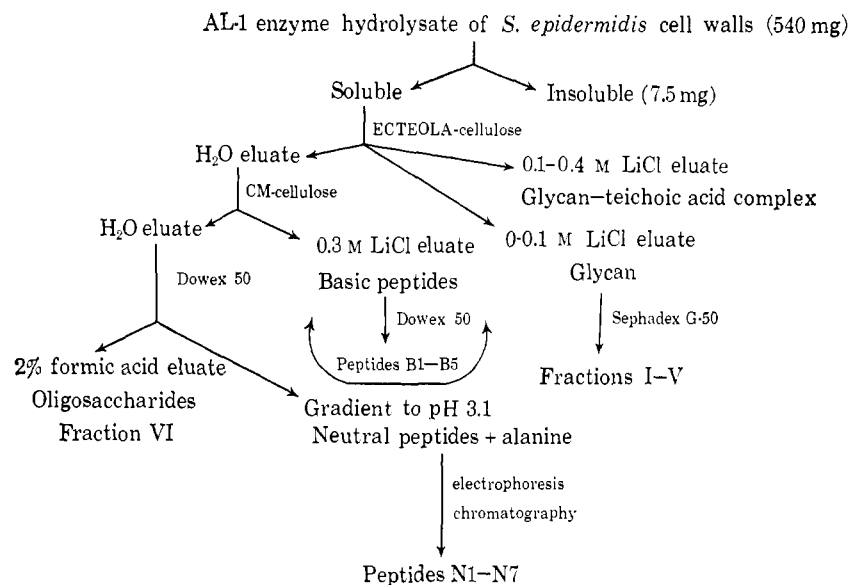 AL-1 enzyme hydrolysate of S. epidermidis cell walls (540 mg)
Soluble
Insoluble (7.5 mg)
ECTEOLA-cellulose
H2O eluate
0.1–0.4 M LiCl eluate
Glycan–teichoic acid complex
CM-cellulose
H2O eluate
0.3 M LiCl eluate
Basic peptides
0-0.1 M LiCl eluate
Glycan
Dowex 50
Dowex 50
Sephadex G-50
Peptides B1–B5
2% formic acid eluate
Oligosaccharides
Fraction VI
Fractions I–V
Gradient to pH 3.1
Neutral peptides + alanine
electrophoresis
chromatography
Peptides N1–N7